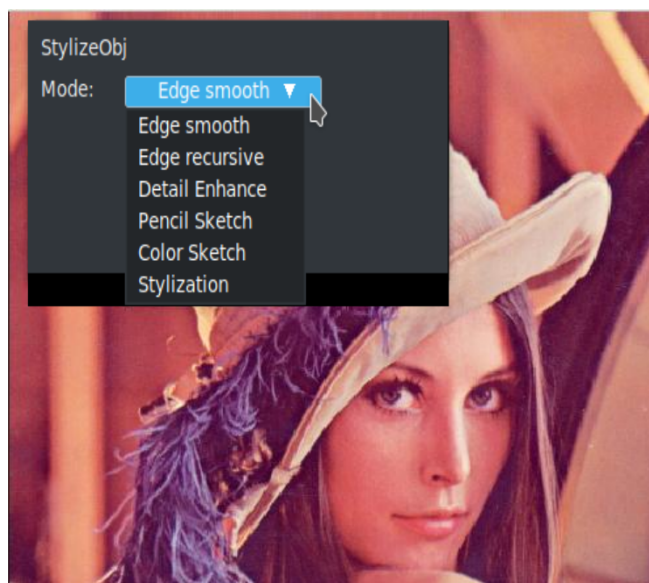 StylizeObj
Mode: Edge smooth ▼
Edge smooth
Edge recursive
Detail Enhance
Pencil Sketch
Color Sketch
Stylization